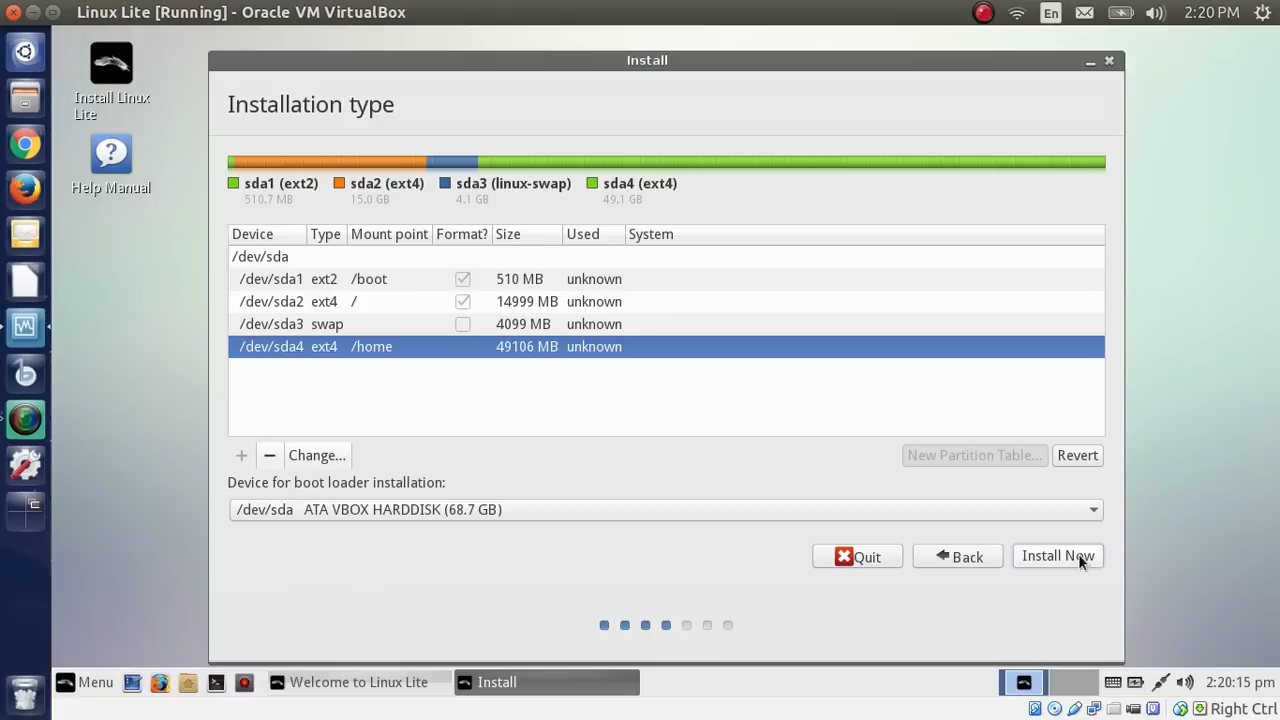 Linux Lite [Running] - Oracle VM VirtualBox
En
2:20 PM
Install Linux Lite
Help Manual
Install
Installation type
sda1 (ext2) sda2 (ext4) sda3 (linux-swap) sda4 (ext4)
510.7 MB 15.0 GB 4.1 GB 49.1 GB
Device Type Mount point Format? Size Used System
/dev/sda
/dev/sda1 ext2 /boot 510 MB unknown
/dev/sda2 ext4 / 14999 MB unknown
/dev/sda3 swap 4099 MB unknown
/dev/sda4 ext4 /home 49106 MB unknown
+ − Change... New Partition Table... Revert
Device for boot loader installation:
/dev/sda ATA VBOX HARDDISK (68.7 GB)
Quit Back Install Now
Menu Welcome to Linux Lite Install 2:20:15 pm
Right Ctrl